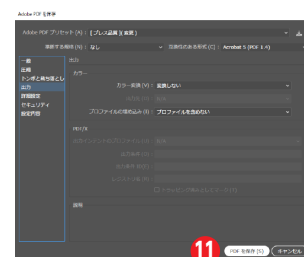 Adobe PDF を保存
Adobe PDF プリセット (A): [プレス品質] (変更)
準拠する規格 (N): なし
互換性のある形式 (C): Acrobat 5 (PDF 1.4)
一般
圧縮
トンボと裁ち落とし
出力
詳細設定
セキュリティ
設定内容
出力
カラー
カラー変換 (V): 変換しない
プロファイルの埋め込み (I): プロファイルを含めない
PDF/X
説明
11
PDF を保存 (S)
キャンセル